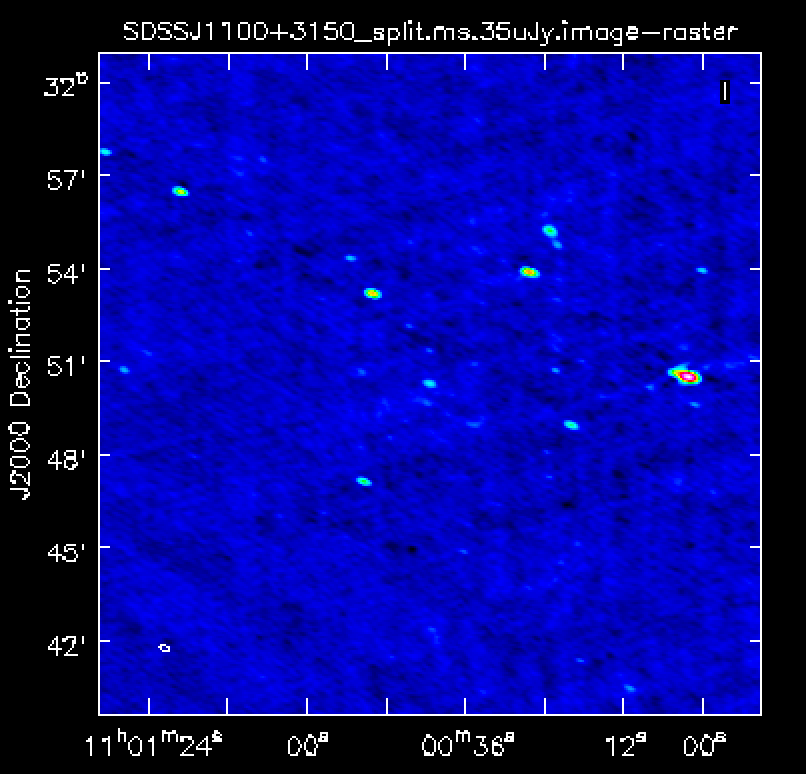 SDSSJ1100+3150_split.ms.35uJy.image-raster
I
32°
57'
54'
51'
48'
45'
42'
J2000 Declination
11h01m24s 00s 00m36s 12s 00s